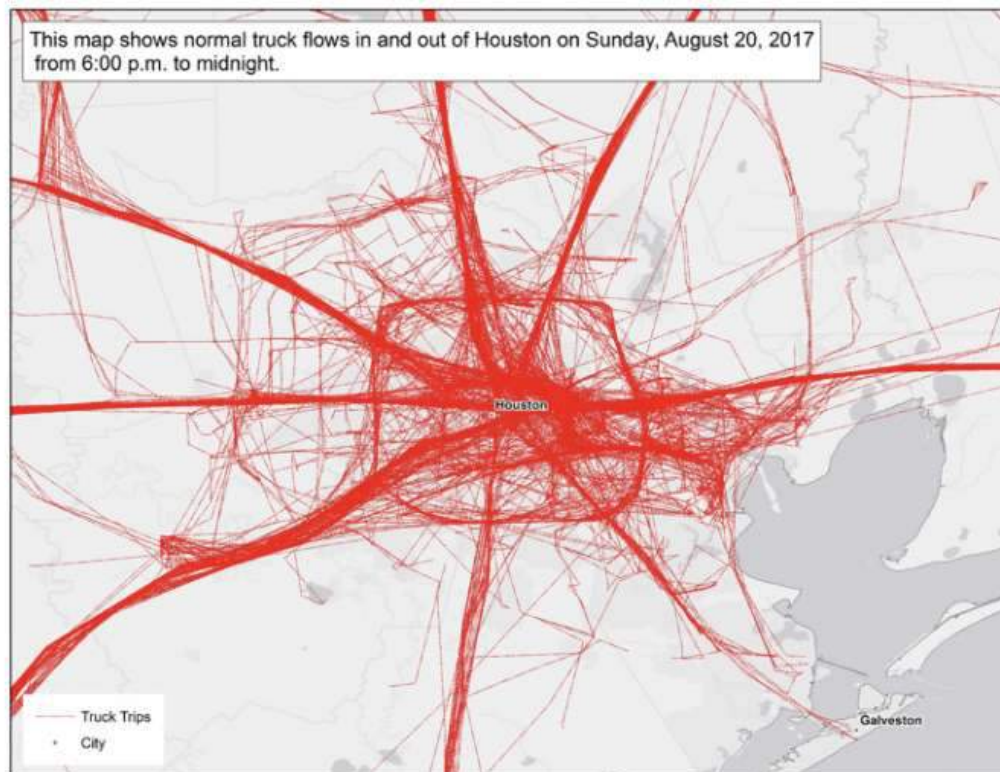 This map shows normal truck flows in and out of Houston on Sunday, August 20, 2017
from 6:00 p.m. to midnight.
Houston
Galveston
Truck Trips
City